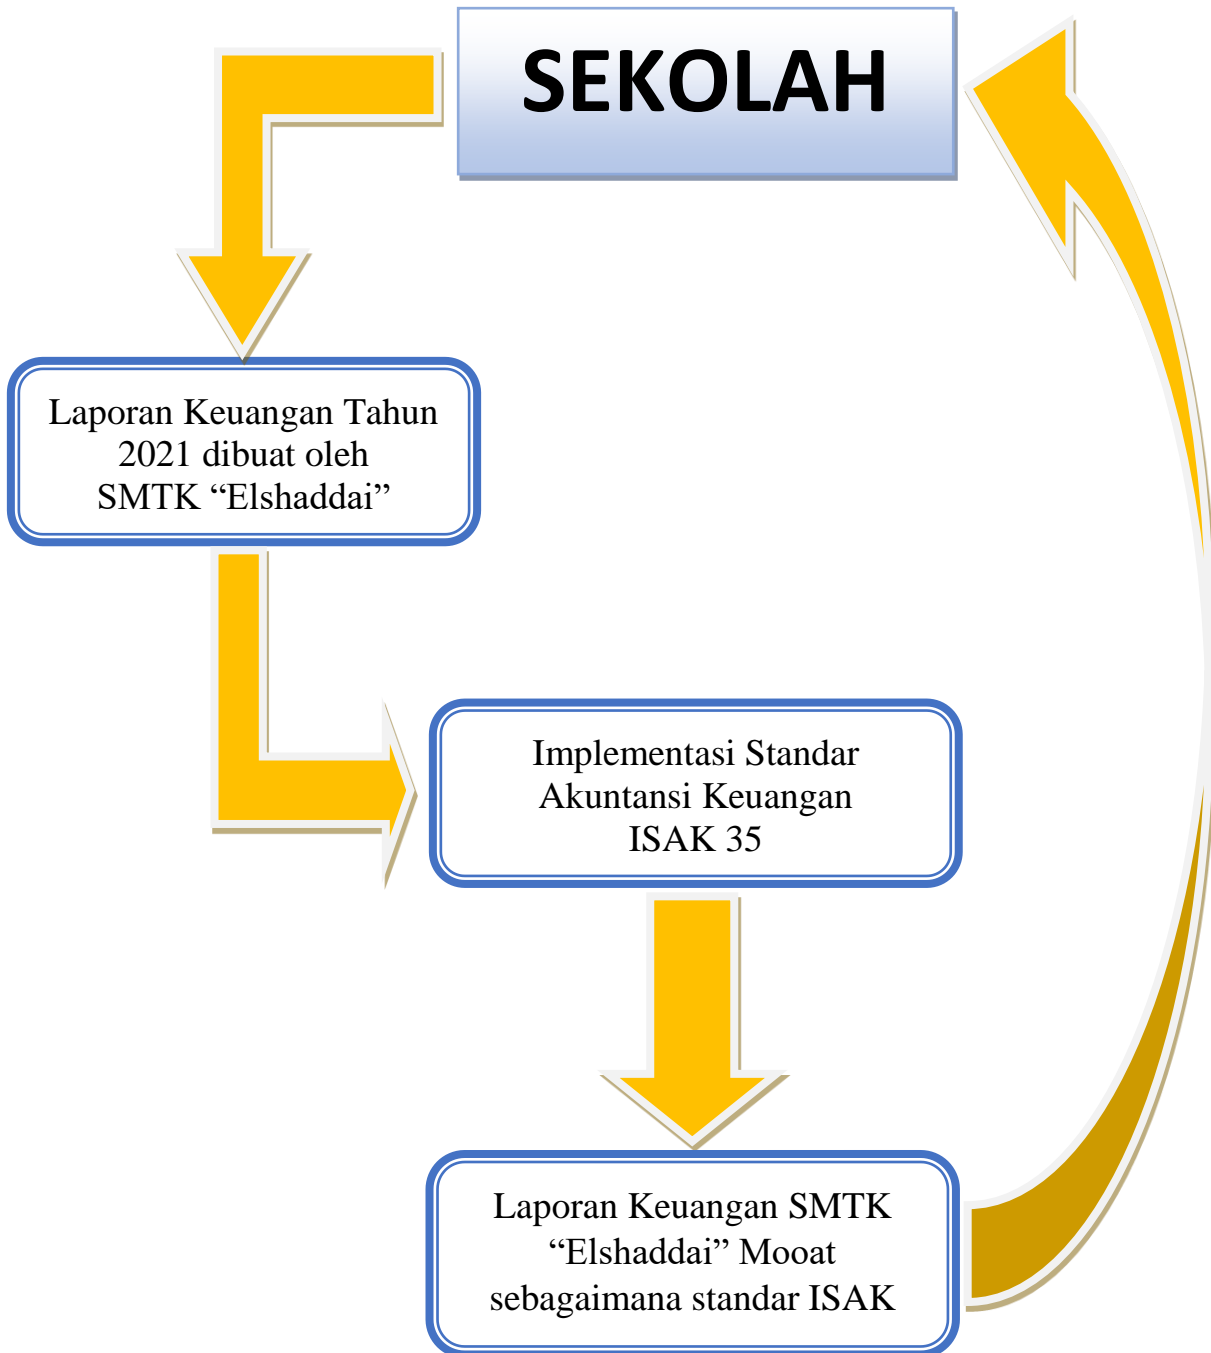 SEKOLAH
Laporan Keuangan Tahun
2021 dibuat oleh
SMTK “Elshaddai”
Implementasi Standar
Akuntansi Keuangan
ISAK 35
Laporan Keuangan SMTK
“Elshaddai” Mooat
sebagaimana standar ISAK